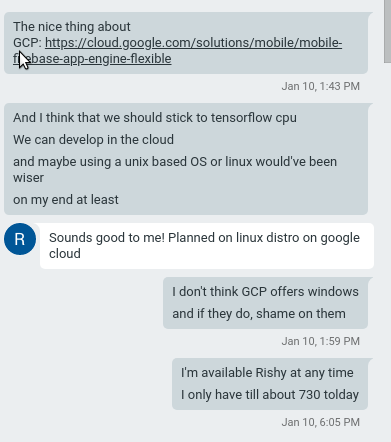 The nice thing about
GCP: https://cloud.google.com/solutions/mobile/mobile-
firebase-app-engine-flexible
Jan 10, 1:43 PM
And I think that we should stick to tensorflow cpu
We can develop in the cloud
and maybe using a unix based OS or linux would've been
wiser
on my end at least
R
Sounds good to me! Planned on linux distro on google
cloud
I don't think GCP offers windows
and if they do, shame on them
Jan 10, 1:59 PM
I'm available Rishy at any time
I only have till about 730 tolday
Jan 10, 6:05 PM